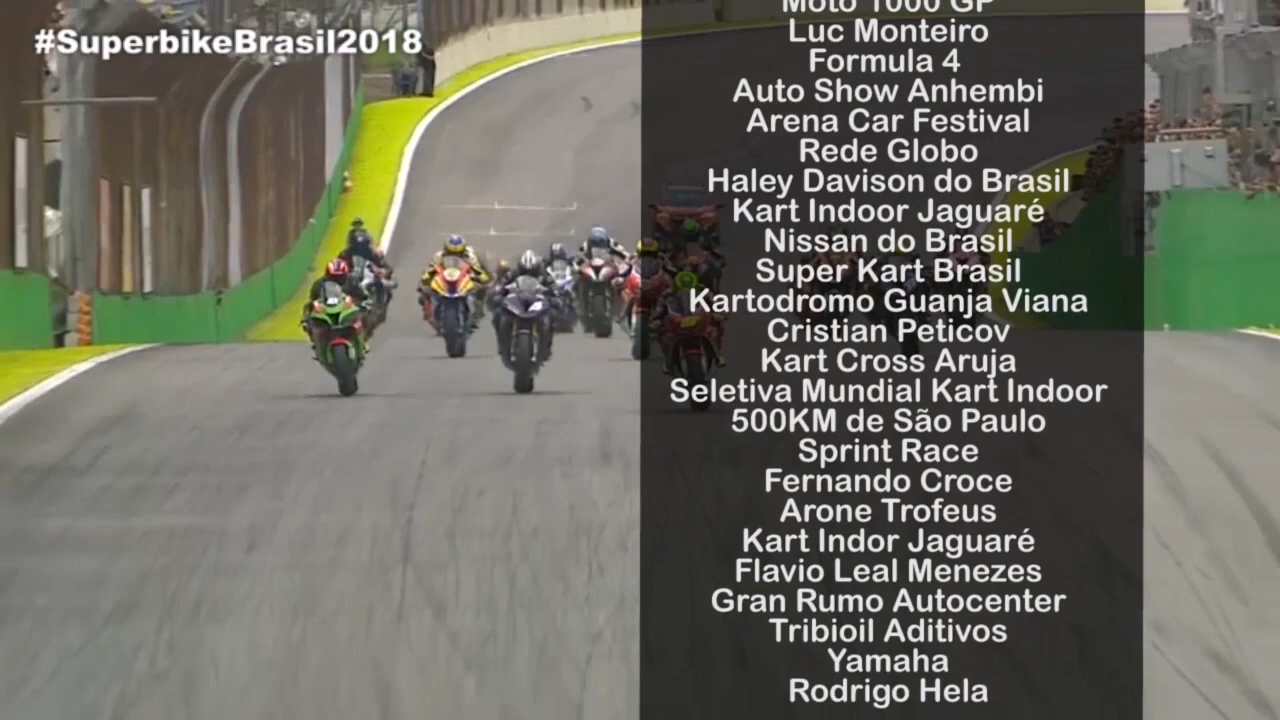 #SuperbikeBrasil2018
Moto 1000 GP
Luc Monteiro
Formula 4
Auto Show Anhembi
Arena Car Festival
Rede Globo
Haley Davison do Brasil
Kart Indoor Jaguaré
Nissan do Brasil
Super Kart Brasil
Kartodromo Guanja Viana
Cristian Peticov
Kart Cross Aruja
Seletiva Mundial Kart Indoor
500KM de São Paulo
Sprint Race
Fernando Croce
Arone Trofeus
Kart Indor Jaguaré
Flavio Leal Menezes
Gran Rumo Autocenter
Tribioil Aditivos
Yamaha
Rodrigo Hela